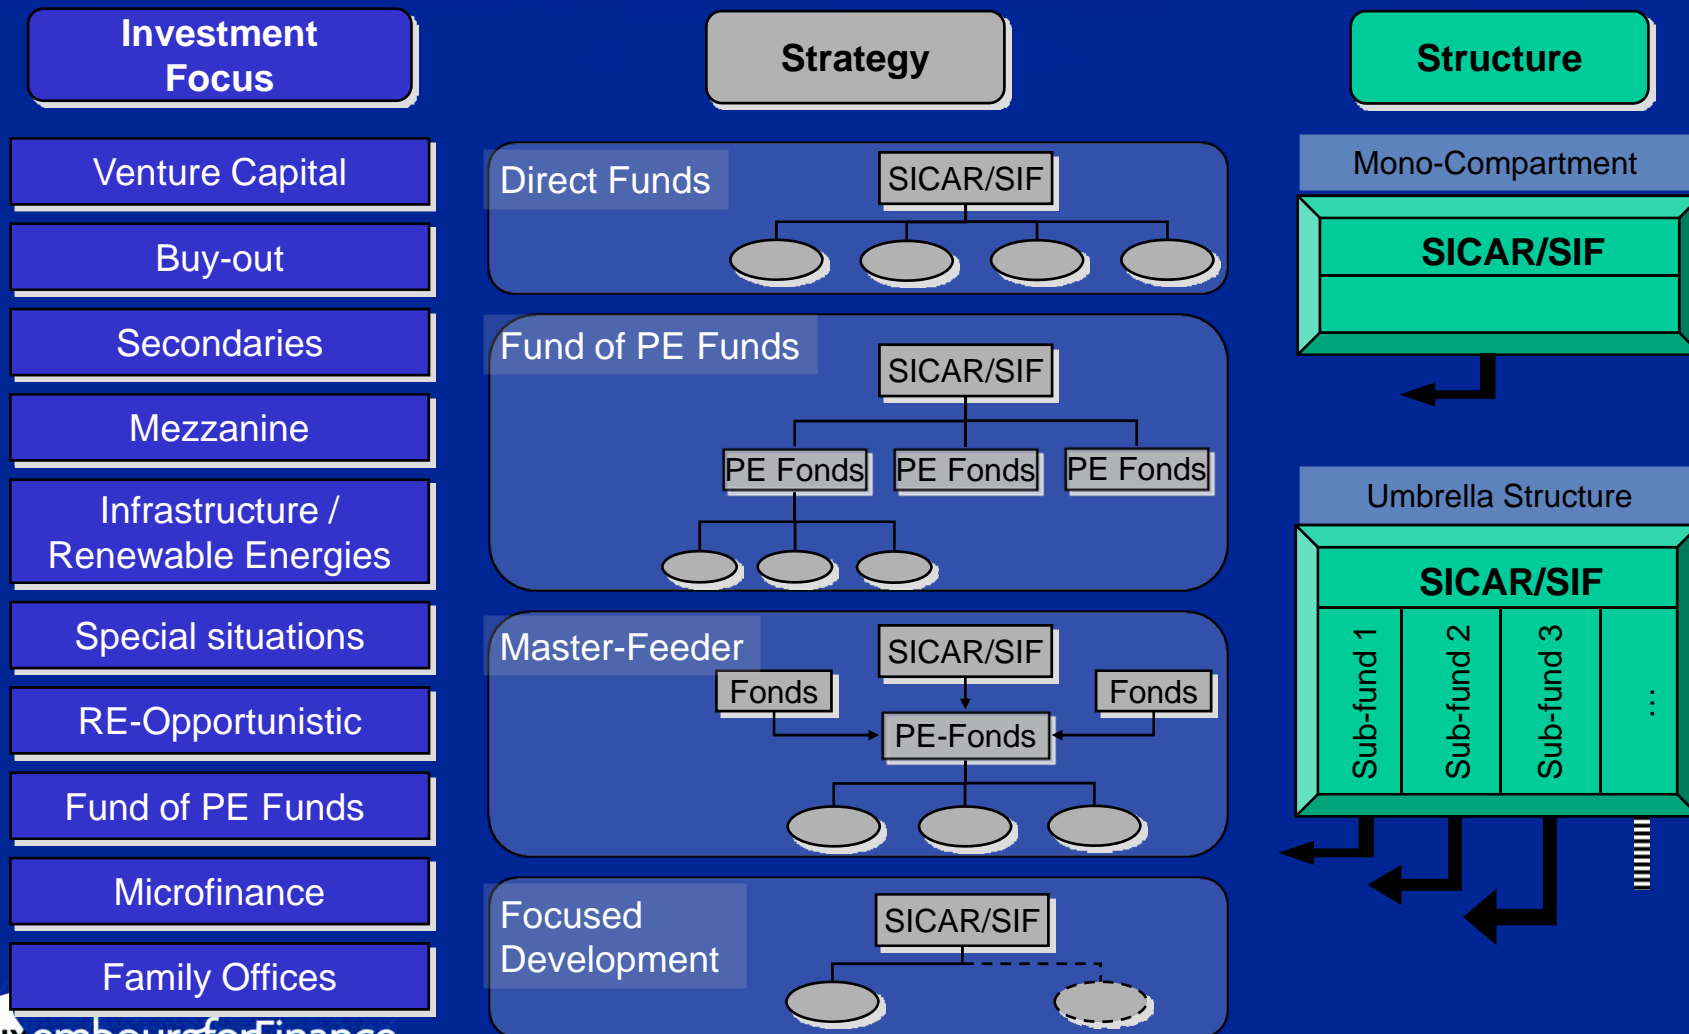 Investment
Focus
Strategy
Structure
Venture Capital
Buy-out
Secondaries
Mezzanine
Infrastructure /
Renewable Energies
Special situations
RE-Opportunistic
Fund of PE Funds
Microfinance
Family Offices
Direct Funds
SICAR/SIF
Fund of PE Funds
SICAR/SIF
PE Fonds
PE Fonds
PE Fonds
Master-Feeder
SICAR/SIF
Fonds
Fonds
PE-Fonds
Focused
Development
SICAR/SIF
Mono-Compartment
SICAR/SIF
Umbrella Structure
SICAR/SIF
Sub-fund 1
Sub-fund 2
Sub-fund 3
...